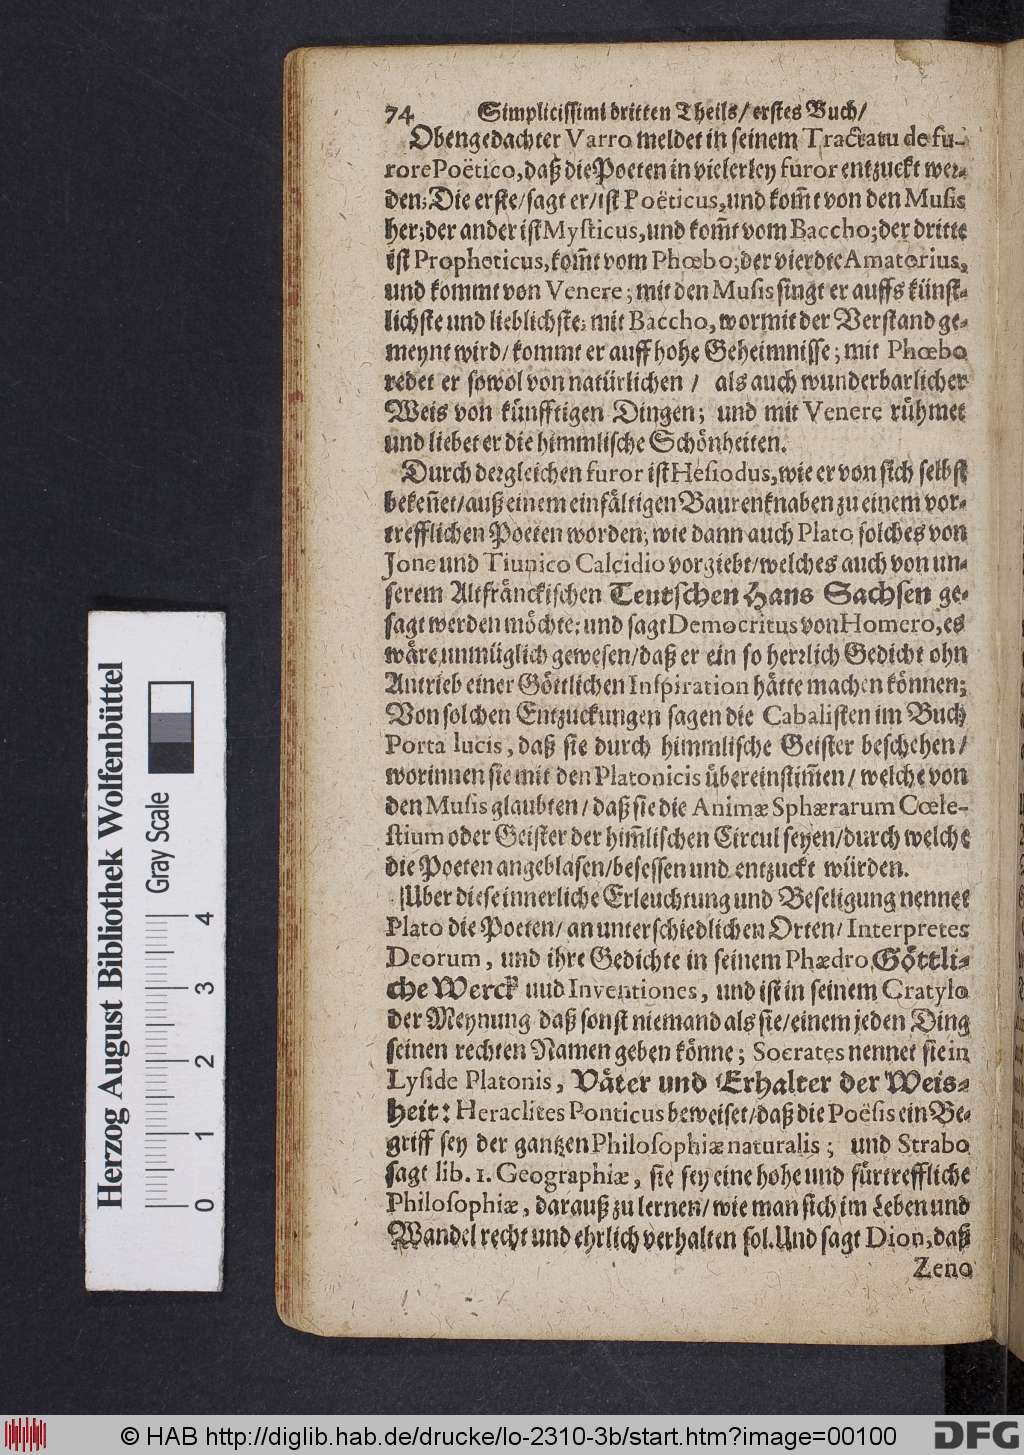 74 Simplicissimi dritten Theils/ erstes Buch/
Obengedachter Varro meldet in seinem Tractatu de fu-
rore Poëtico, daß die Poeten in vielerley furor entzuckt wer-
den; Die erste/ sagt er/ ist Poëticus, und kom̃t von den Musis
her; der ander ist Mysticus, und kom̃t vom Baccho; der dritte
ist Propheticus, kom̃t vom Phœbo; der vierdte Amatorius,
und kommt von Venere; mit den Musis singt er auffs künst-
lichste und lieblichste; mit Baccho, wormit der Verstand ge-
meynt wird/ kommt er auff hohe Geheimnisse; mit Phœbo
redet er sowol von natürlichen / als auch wunderbarlicher
Weis von künfftigen Dingen; und mit Venere rühmet
und liebet er die himmlische Schönheiten.
Durch dergleichen furor ist Hesiodus, wie er von sich selbst
bekeñet/ auß einem einfältigen Baurenknaben zu einem vor-
trefflichen Poeten worden; wie dann auch Plato solches von
Jone und Tiunico Calcidio vorgiebt/ welches auch von un-
serem Altfränckischen Teutschen Hans Sachsen ge-
sagt werden möchte; und sagt Democritus von Homero, es
wäre unmüglich gewesen/ daß er ein so herrlich Gedicht ohn
Antrieb einer Göttlichen Inspiration hätte machen können;
Von solchen Entzuckungen sagen die Cabalisten im Buch
Porta lucis, daß sie durch himmlische Geister beschehen/
worinnen sie mit den Platonicis übereinstim̃en/ welche von
den Musis glaubten/ daß sie die Animæ Sphærarum Cœle-
stium oder Geister der him̃lischen Circul seyen/ durch welche
die Poeten angeblasen/ besessen und entzuckt würden.
Uber diese innerliche Erleuchtung und Beseligung nennet
Plato die Poeten/ an unterschiedlichen Orten/ Interpretes
Deorum, und ihre Gedichte in seinem Phædro, Göttli-
che Werck uud Inventiones, und ist in seinem Cratylo
der Meynung daß sonst niemand als sie/ einem jeden Ding
seinen rechten Namen geben könne; Socrates nennet sie in
Lyside Platonis, Väter und Erhalter der Weis-
heit: Heraclites Ponticus beweiset/ daß die Poësis ein Be-
griff sey der gantzen Philosophiæ naturalis; und Strabo
sagt lib. 1. Geographiæ, sie sey eine hohe und fürtreffliche
Philosophiæ, darauß zu lernen/ wie man sich im Leben und
Wandel recht und ehrlich verhalten sol. Und sagt Dion, daß
Zeno
Herzog August Bibliothek Wolfenbüttel
Gray Scale
0 1 2 3 4
© HAB http://diglib.hab.de/drucke/lo-2310-3b/start.htm?image=00100
DFG